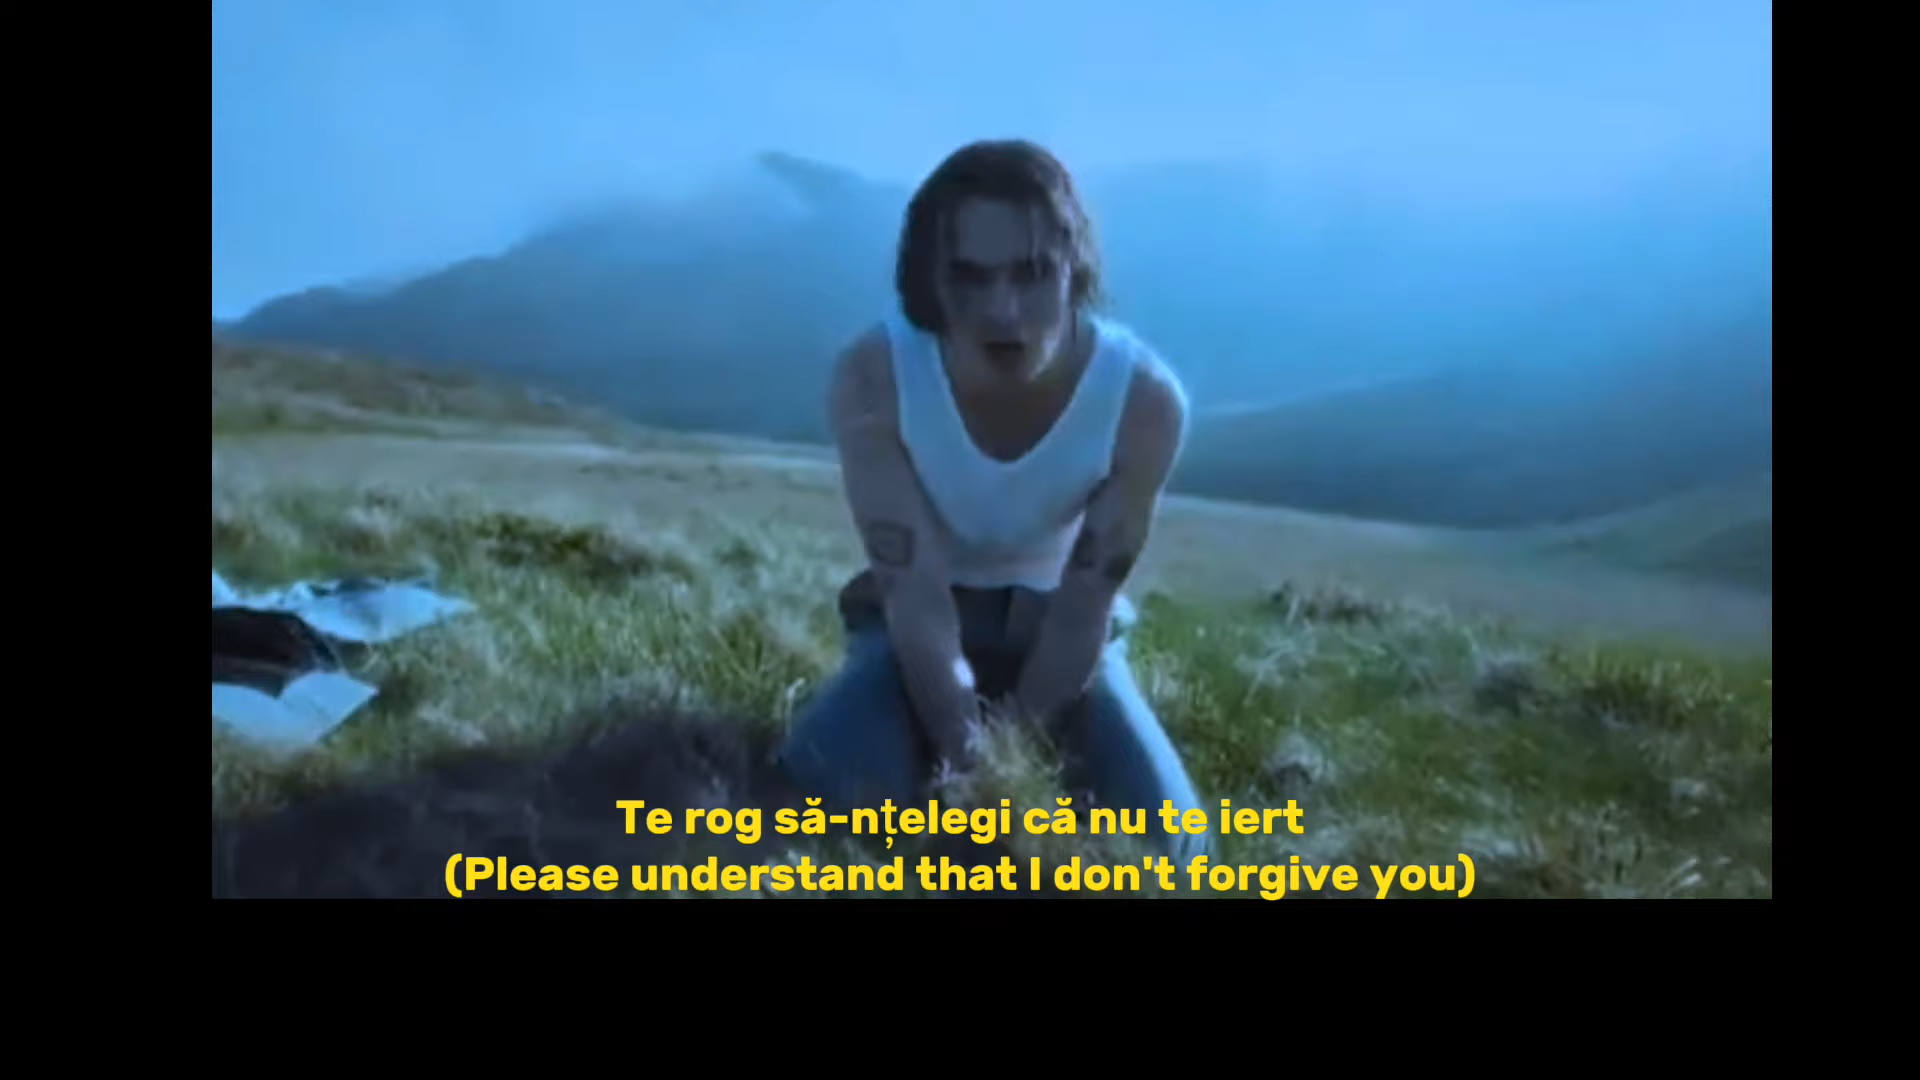 Te rog să-nțelegi că nu te iert
(Please understand that I don't forgive you)